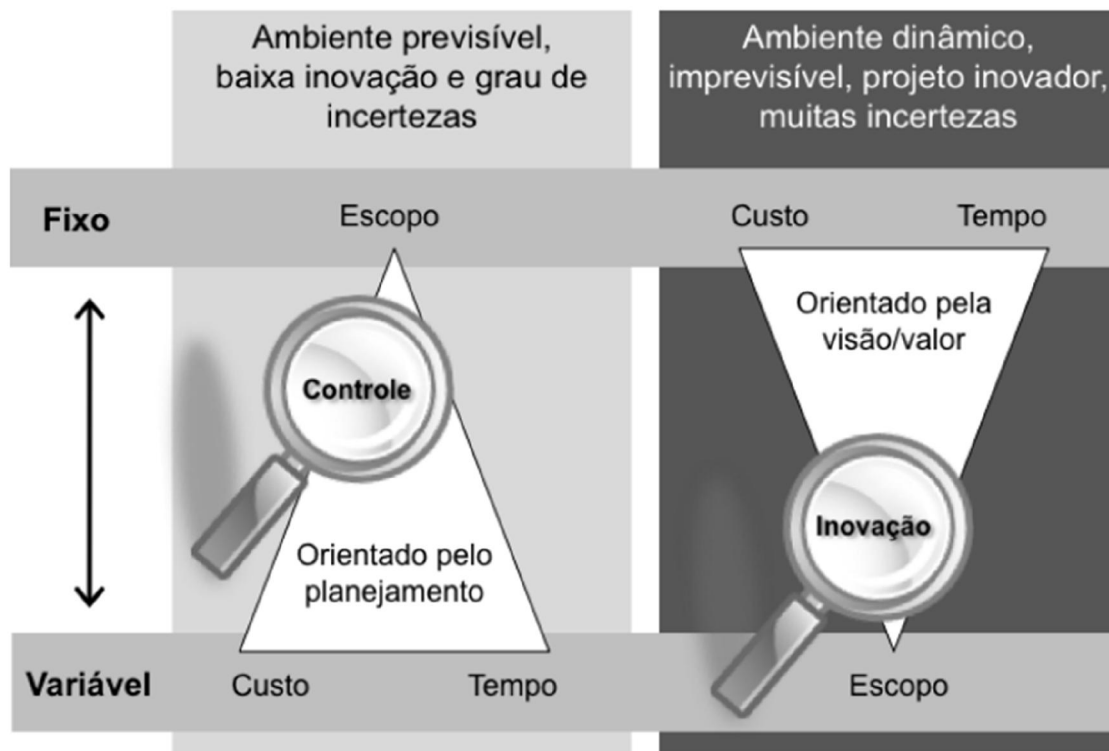 Ambiente previsível,
baixa inovação e grau de
incertezas
Ambiente dinâmico,
imprevisível, projeto inovador,
muitas incertezas
Fixo
Escopo
Custo
Tempo
Orientado pela
visão/valor
Controle
Inovação
Orientado pelo
planejamento
Variável
Custo
Tempo
Escopo